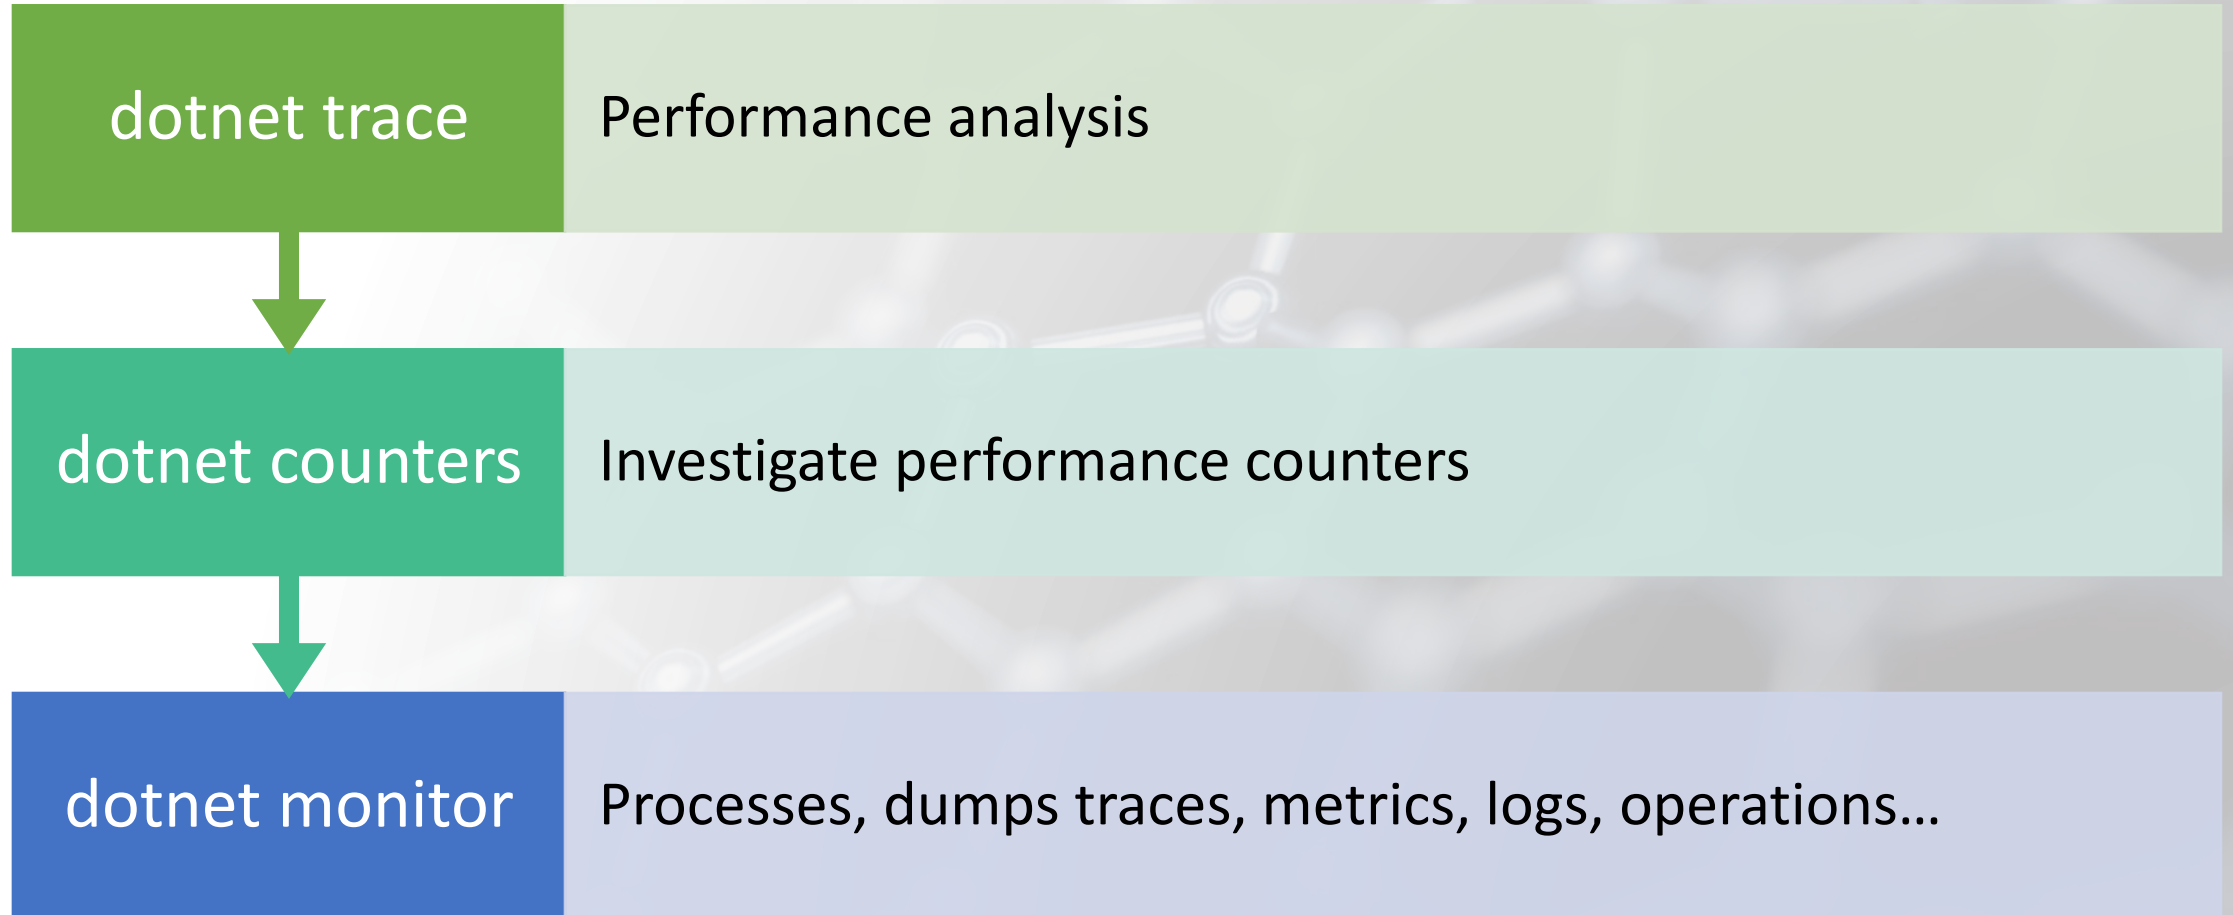 dotnet trace
Performance analysis
dotnet counters
Investigate performance counters
dotnet monitor
Processes, dumps traces, metrics, logs, operations…